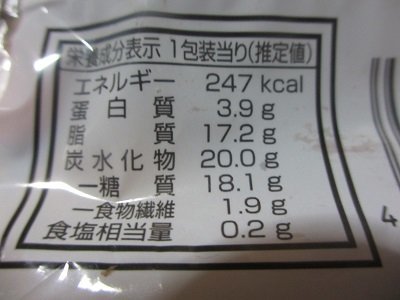 栄養成分表示 1包装当り(推定値)
エネルギー 247 kcal
蛋白質 3.9 g
脂質 17.2 g
炭水化物 20.0 g
―糖質 18.1 g
―食物繊維 1.9 g
食塩相当量 0.2 g
4